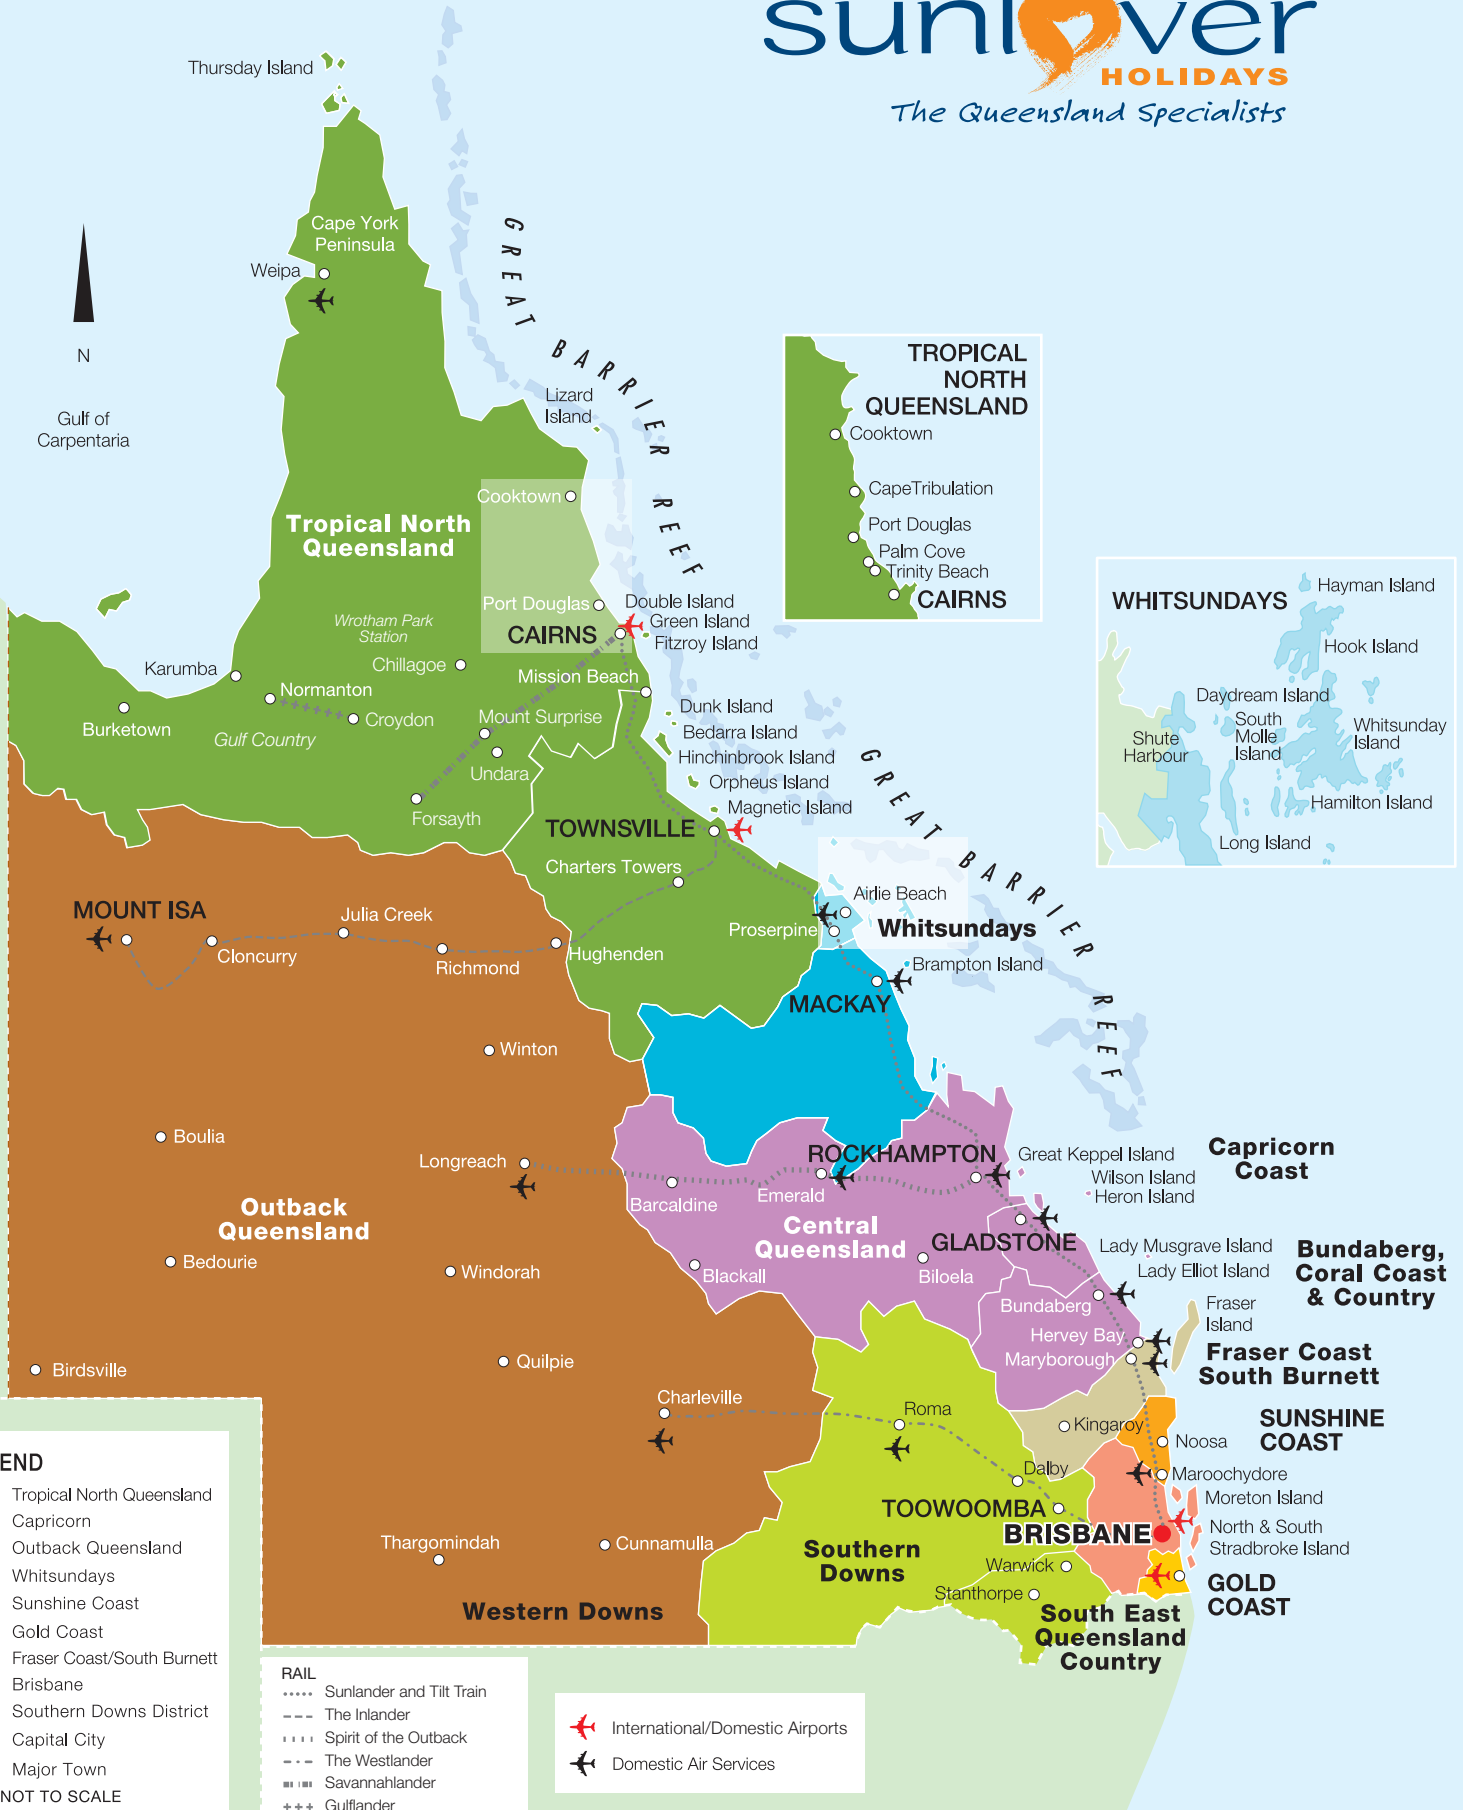 sunlover
HOLIDAYS
The Queensland Specialists
Thursday Island
Cape York
Peninsula
Weipa
N
Gulf of
Carpentaria
GREAT BARRIER REEF
Lizard
Island
TROPICAL
NORTH
QUEENSLAND
Cooktown
CapeTribulation
Port Douglas
Palm Cove
Trinity Beach
CAIRNS
Cooktown
Tropical North
Queensland
Port Douglas
Double Island
Green Island
CAIRNS
Fitzroy Island
Wrotham Park
Station
Chillagoe
Karumba
Mission Beach
Normanton
Croydon
Burketown
Gulf Country
Mount Surprise
Undara
Forsayth
Dunk Island
Bedarra Island
Hinchinbrook Island
Orpheus Island
Magnetic Island
WHITSUNDAYS
Hayman Island
Hook Island
Daydream Island
South
Molle
Island
Whitsunday
Island
Shute
Harbour
Hamilton Island
Long Island
GREAT BARRIER REEF
TOWNSVILLE
Charters Towers
Airlie Beach
Proserpine
Whitsundays
Brampton Island
MACKAY
MOUNT ISA
Julia Creek
Cloncurry
Richmond
Hughenden
Winton
Boulia
Longreach
Outback
Queensland
Bedourie
Windorah
Birdsville
Quilpie
Charleville
Thargomindah
Cunnamulla
Western Downs
ROCKHAMPTON
Great Keppel Island
Wilson Island
Heron Island
Capricorn
Coast
Emerald
Barcaldine
Central
Queensland
GLADSTONE
Blackall
Biloela
Lady Musgrave Island
Lady Elliot Island
Bundaberg,
Coral Coast
& Country
Bundaberg
Fraser
Island
Hervey Bay
Maryborough
Fraser Coast
South Burnett
Roma
Kingaroy
SUNSHINE
COAST
Noosa
Dalby
Maroochydore
Moreton Island
TOOWOOMBA
BRISBANE
North & South
Stradbroke Island
Southern
Downs
Warwick
Stanthorpe
GOLD
COAST
South East
Queensland
Country
END
Tropical North Queensland
Capricorn
Outback Queensland
Whitsundays
Sunshine Coast
Gold Coast
Fraser Coast/South Burnett
Brisbane
Southern Downs District
Capital City
Major Town
NOT TO SCALE
RAIL
Sunlander and Tilt Train
The Inlander
Spirit of the Outback
The Westlander
Savannahlander
Gulflander
International/Domestic Airports
Domestic Air Services